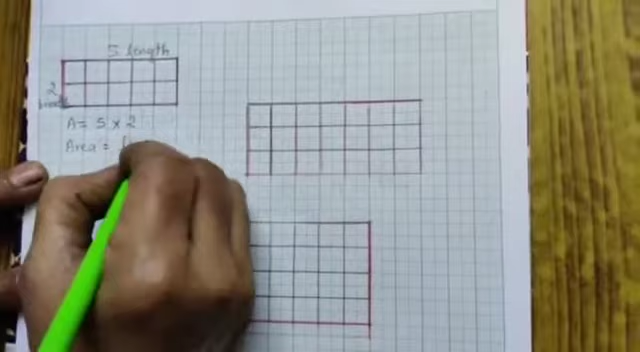 5 length
2
A = 5 × 2
Area =